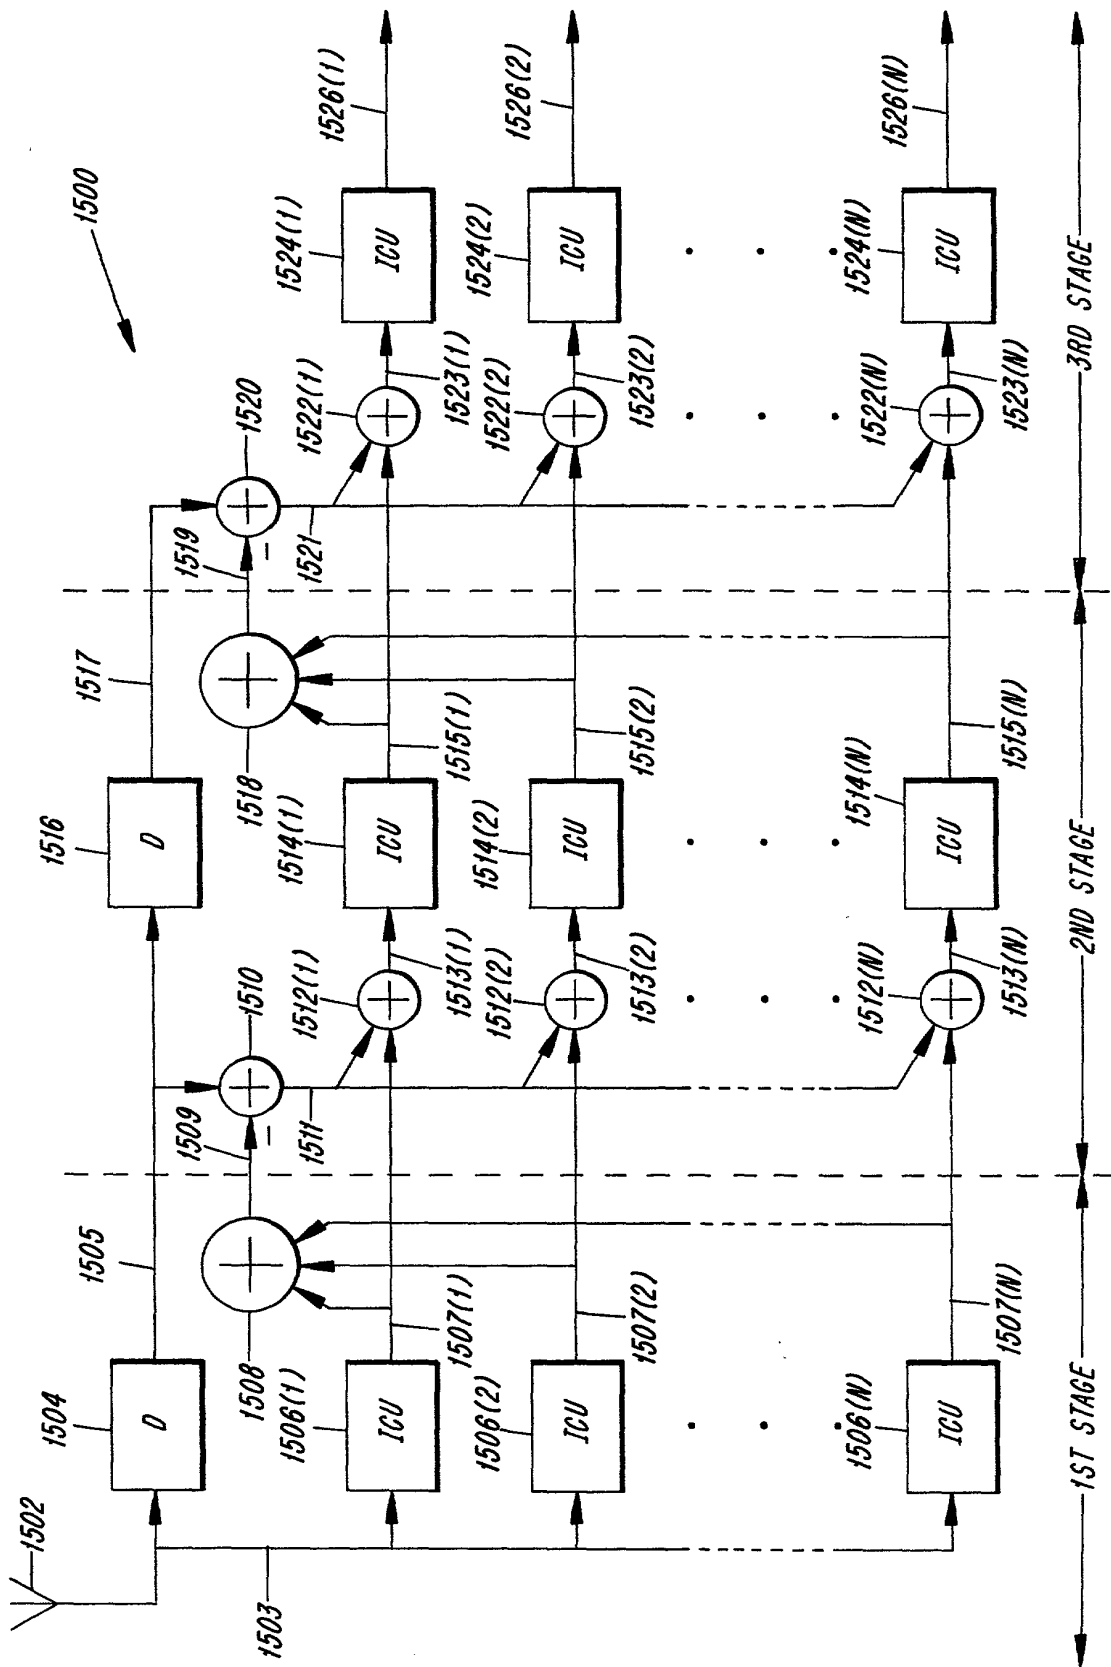 1500
1502
1503
1504
D
1505
1506(1)
ICU
1506(2)
ICU
1506(N)
ICU
1507(1)
1507(2)
1507(N)
1508
1509
1510
1511
1512(1)
1512(2)
1512(N)
1513(1)
1513(2)
1513(N)
1514(1)
ICU
1514(2)
ICU
1514(N)
ICU
1515(1)
1515(2)
1515(N)
1516
D
1517
1518
1519
1520
1521
1522(1)
1522(2)
1522(N)
1523(1)
1523(2)
1523(N)
1524(1)
ICU
1524(2)
ICU
1524(N)
ICU
1526(1)
1526(2)
1526(N)
1ST STAGE
2ND STAGE
3RD STAGE